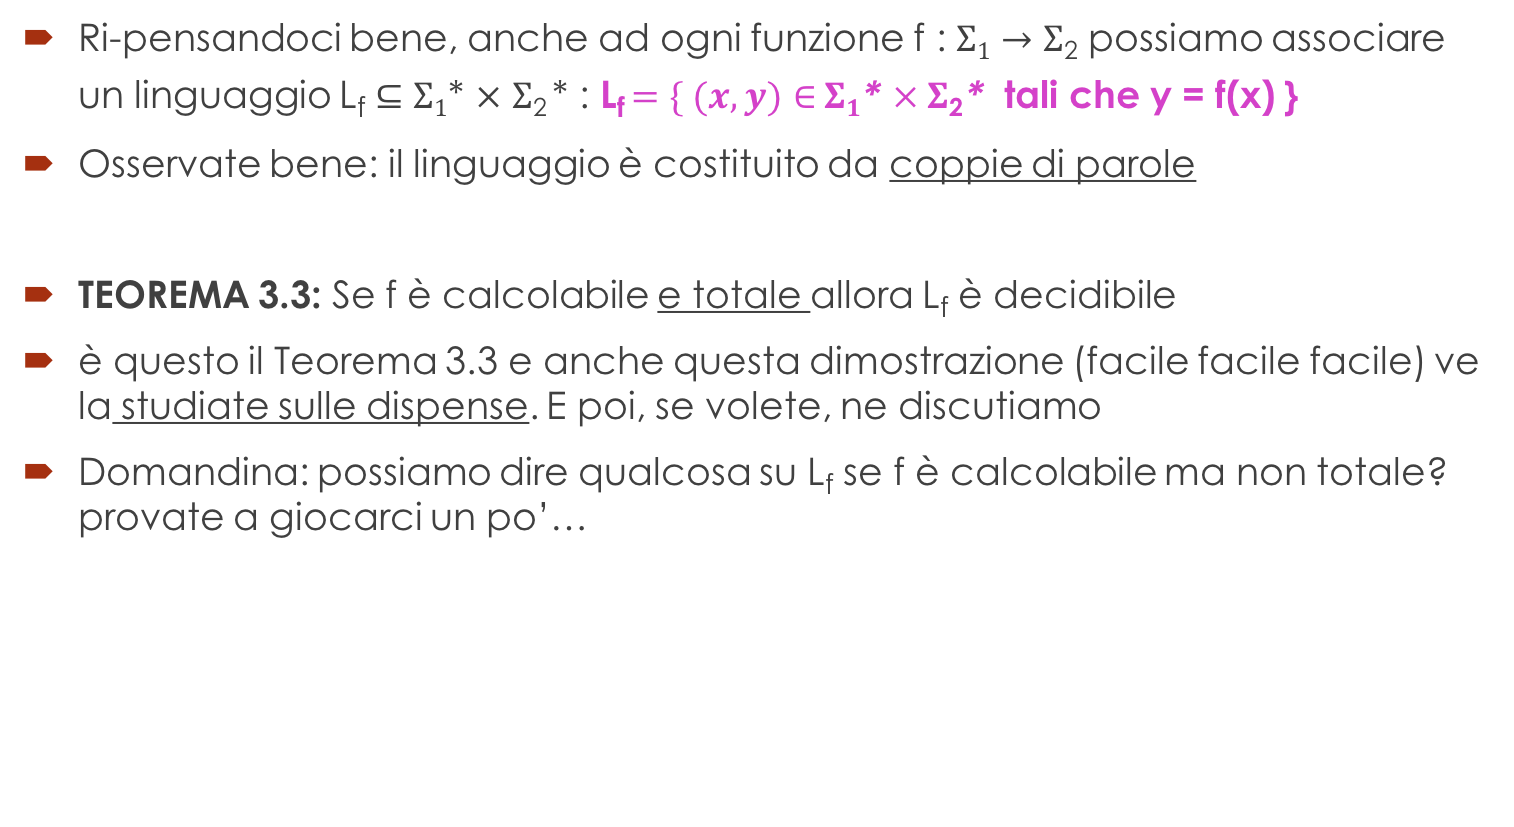 Ri-pensandoci bene, anche ad ogni funzione f : Σ₁ → Σ₂ possiamo associare
un linguaggio L_f ⊆ Σ₁* × Σ₂* : L_f = { (x, y) ∈ Σ₁* × Σ₂* tali che y = f(x) }
Osservate bene: il linguaggio è costituito da coppie di parole
TEOREMA 3.3: Se f è calcolabile e totale allora L_f è decidibile
è questo il Teorema 3.3 e anche questa dimostrazione (facile facile facile) ve
la studiate sulle dispense. E poi, se volete, ne discutiamo
Domandina: possiamo dire qualcosa su L_f se f è calcolabile ma non totale?
provate a giocarci un po’…